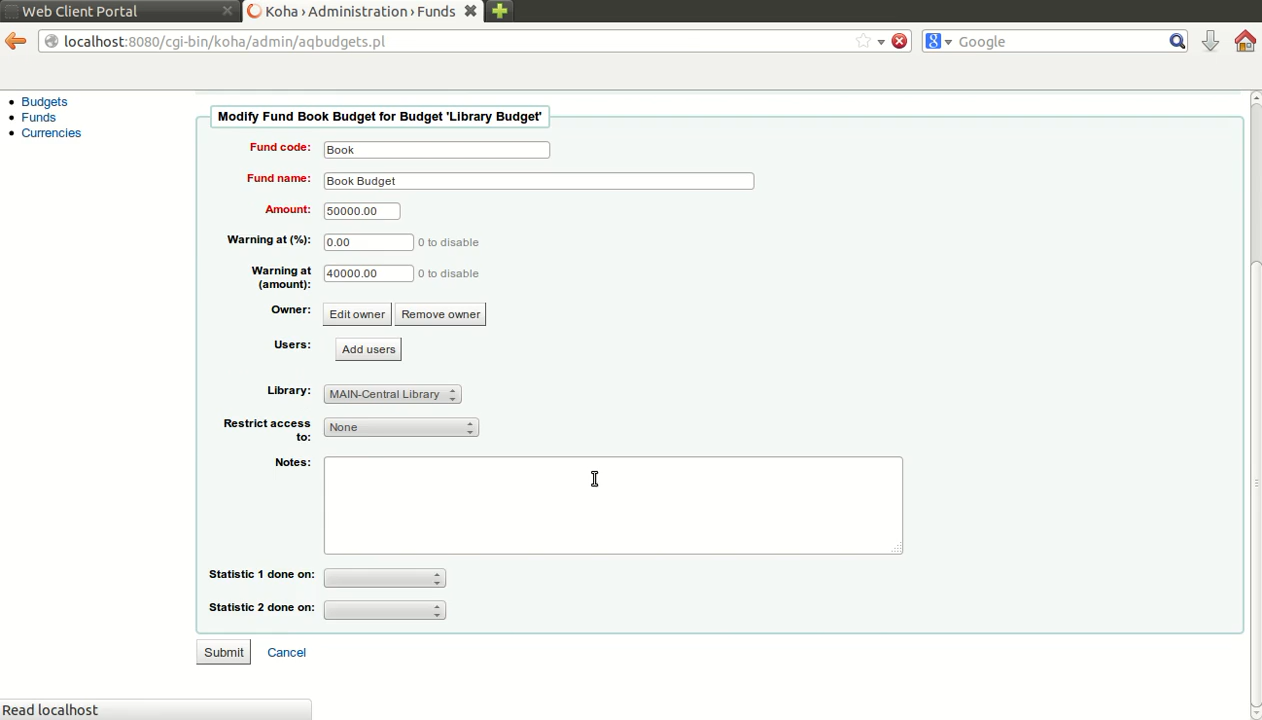 Web Client Portal
Koha › Administration › Funds
localhost:8080/cgi-bin/koha/admin/aqbudgets.pl
Google
Budgets
Funds
Currencies
Modify Fund Book Budget for Budget 'Library Budget'
Fund code: Book
Fund name: Book Budget
Amount: 50000.00
Warning at (%): 0.00 0 to disable
Warning at
(amount): 40000.00 0 to disable
Owner: Edit owner Remove owner
Users: Add users
Library: MAIN-Central Library
Restrict access
to: None
Notes:
Statistic 1 done on:
Statistic 2 done on:
Submit Cancel
Read localhost